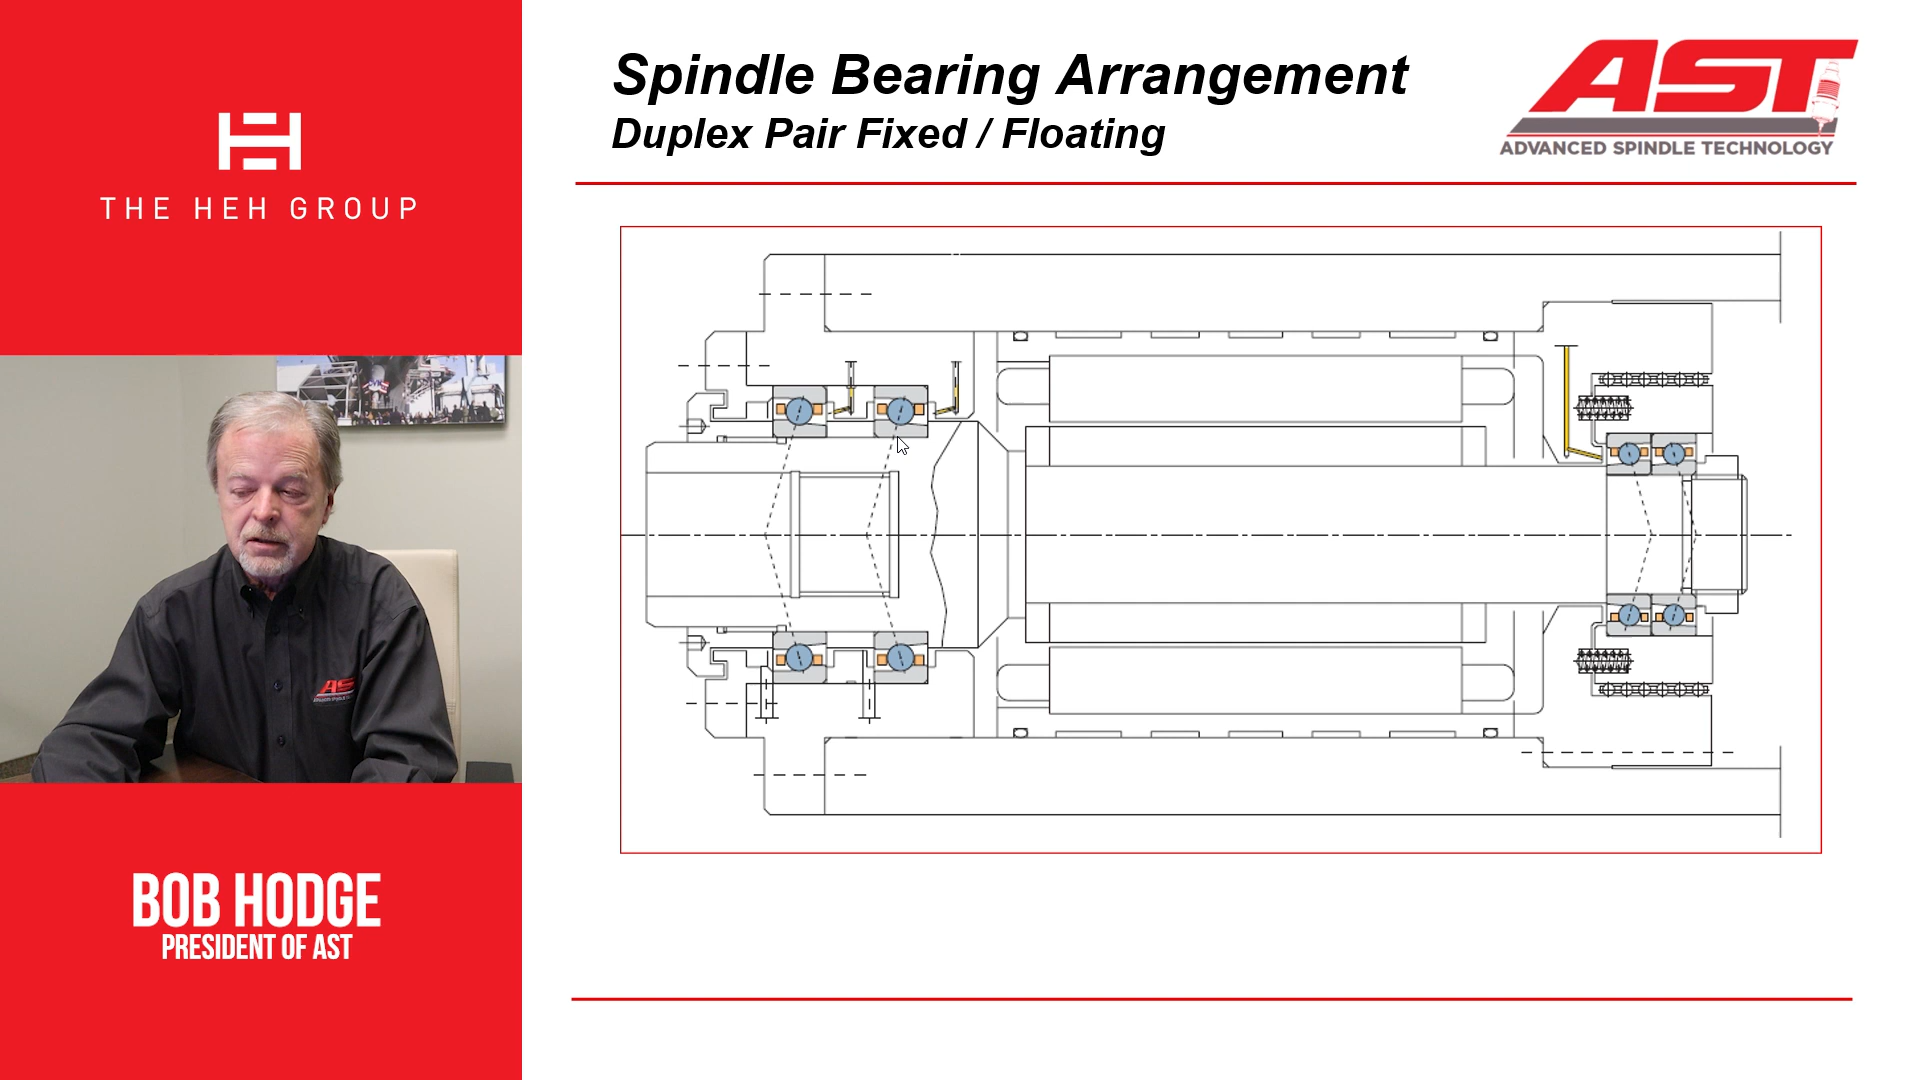 THE HEH GROUP
BOB HODGE
PRESIDENT OF AST
Spindle Bearing Arrangement
Duplex Pair Fixed / Floating
AST
ADVANCED SPINDLE TECHNOLOGY
AST